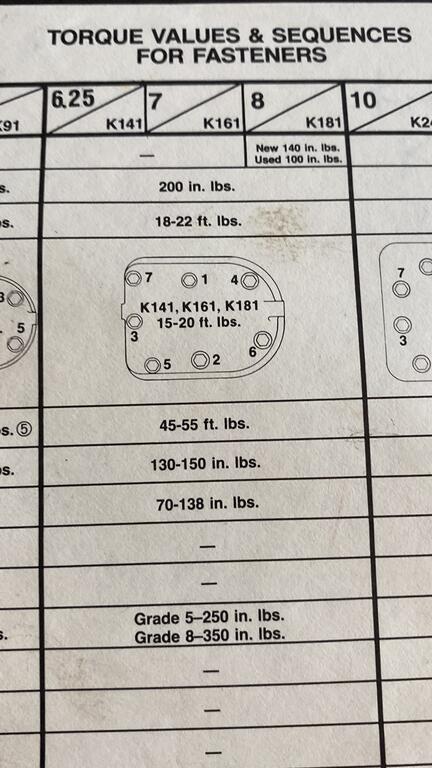 TORQUE VALUES & SEQUENCES
FOR FASTENERS
6.25 7 8 10
K91 K141 K161 K181
—
New 140 in. lbs.
Used 100 in. lbs.
s. 200 in. lbs.
s. 18-22 ft. lbs.
7 1 4
K141, K161, K181
15-20 ft. lbs.
3
5 2 6
3
5
7
3
s. ⑤ 45-55 ft. lbs.
s. 130-150 in. lbs.
70-138 in. lbs.
—
—
Grade 5–250 in. lbs.
s. Grade 8–350 in. lbs.
—
—
—